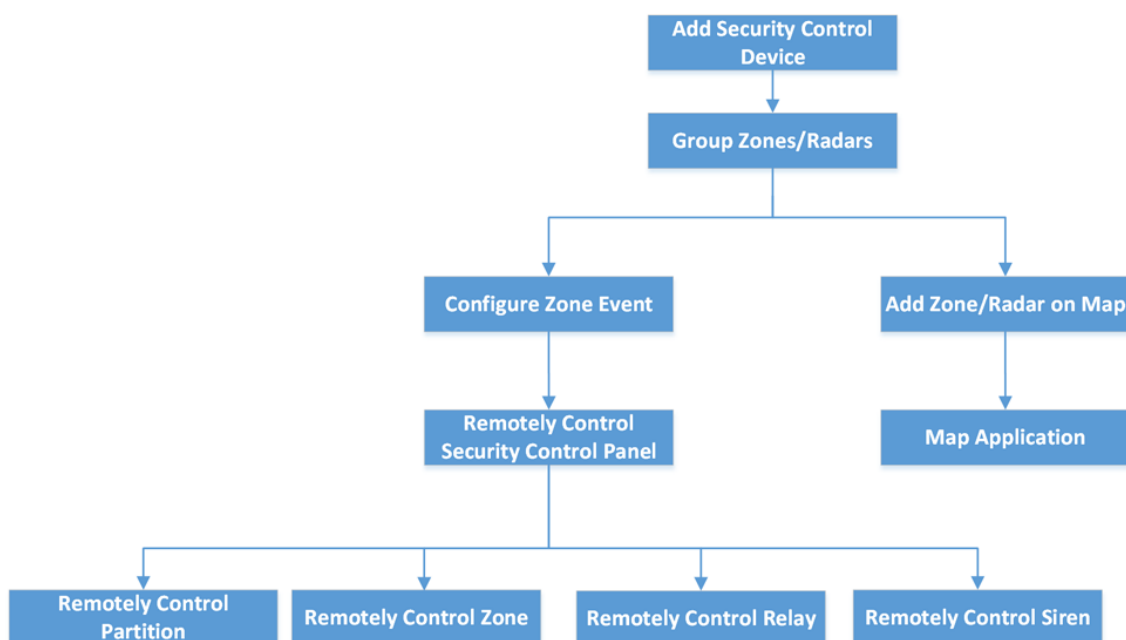 Add Security Control
Device
Group Zones/Radars
Configure Zone Event
Add Zone/Radar on Map
Remotely Control
Security Control Panel
Map Application
Remotely Control
Partition
Remotely Control Zone
Remotely Control Relay
Remotely Control Siren